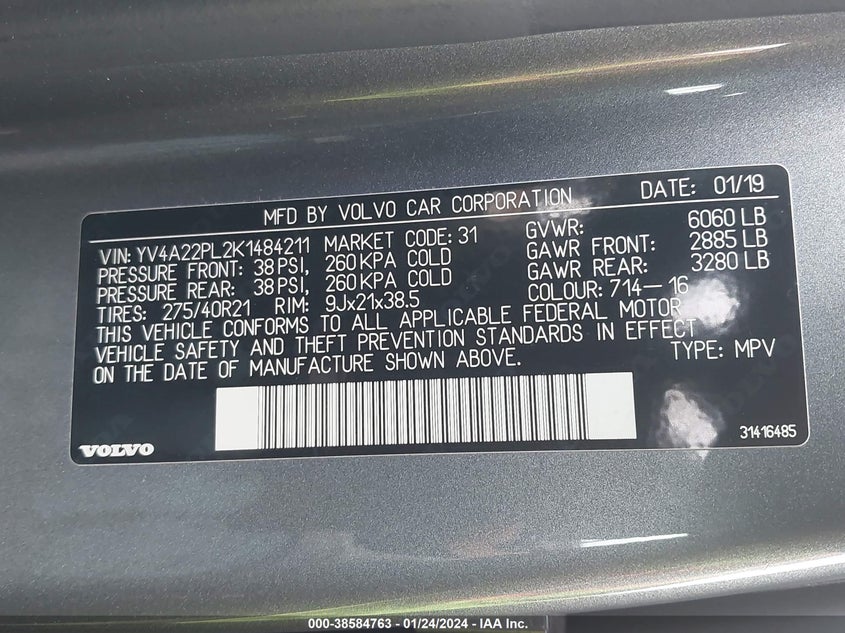 MFD BY VOLVO CAR CORPORATION DATE: 01/19
VIN: YV4A22PL2K1484211 MARKET CODE: 31 GVWR: 6060 LB
PRESSURE FRONT: 38 PSI, 260 KPA COLD GAWR FRONT: 2885 LB
PRESSURE REAR: 38 PSI, 260 KPA COLD GAWR REAR: 3280 LB
TIRES: 275/40R21 RIM: 9Jx21x38.5 COLOUR: 714-16
THIS VEHICLE CONFORMS TO ALL APPLICABLE FEDERAL MOTOR
VEHICLE SAFETY AND THEFT PREVENTION STANDARDS IN EFFECT
ON THE DATE OF MANUFACTURE SHOWN ABOVE. TYPE: MPV
VOLVO 31416485
000-38584763 - 01/24/2024 - IAA Inc.